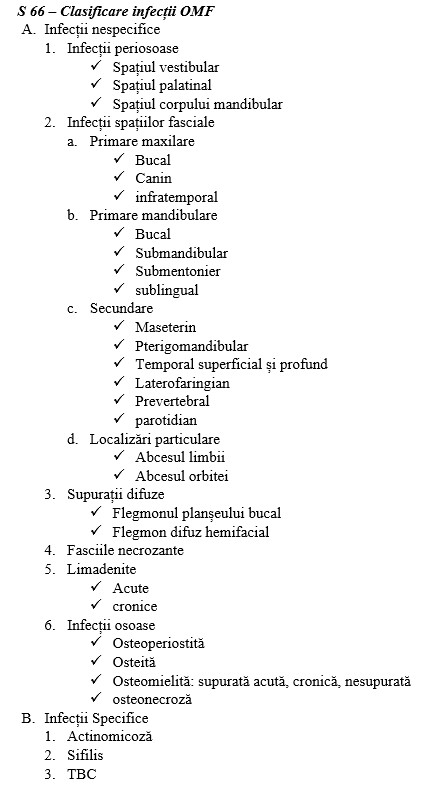 S 66 – Clasificare infecții OMF
A. Infecții nespecifice
1. Infecții periosoase
✓ Spațiul vestibular
✓ Spațiul palatinal
✓ Spațiul corpului mandibular
2. Infecții spațiilor fasciale
a. Primare maxilare
✓ Bucal
✓ Canin
✓ infratemporal
b. Primare mandibulare
✓ Bucal
✓ Submandibular
✓ Submentonier
✓ sublingual
c. Secundare
✓ Maseterin
✓ Pterigomandibular
✓ Temporal superficial și profund
✓ Laterofaringian
✓ Prevertebral
✓ parotidian
d. Localizări particulare
✓ Abcesul limbii
✓ Abcesul orbitei
3. Supurații difuze
✓ Flegmonul planșeului bucal
✓ Flegmon difuz hemifacial
4. Fasciile necrozante
5. Limadenite
✓ Acute
✓ cronice
6. Infecții osoase
✓ Osteoperiostită
✓ Osteită
✓ Osteomielită: supurată acută, cronică, nesupurată
✓ osteonecroză
B. Infecții Specifice
1. Actinomicoză
2. Sifilis
3. TBC